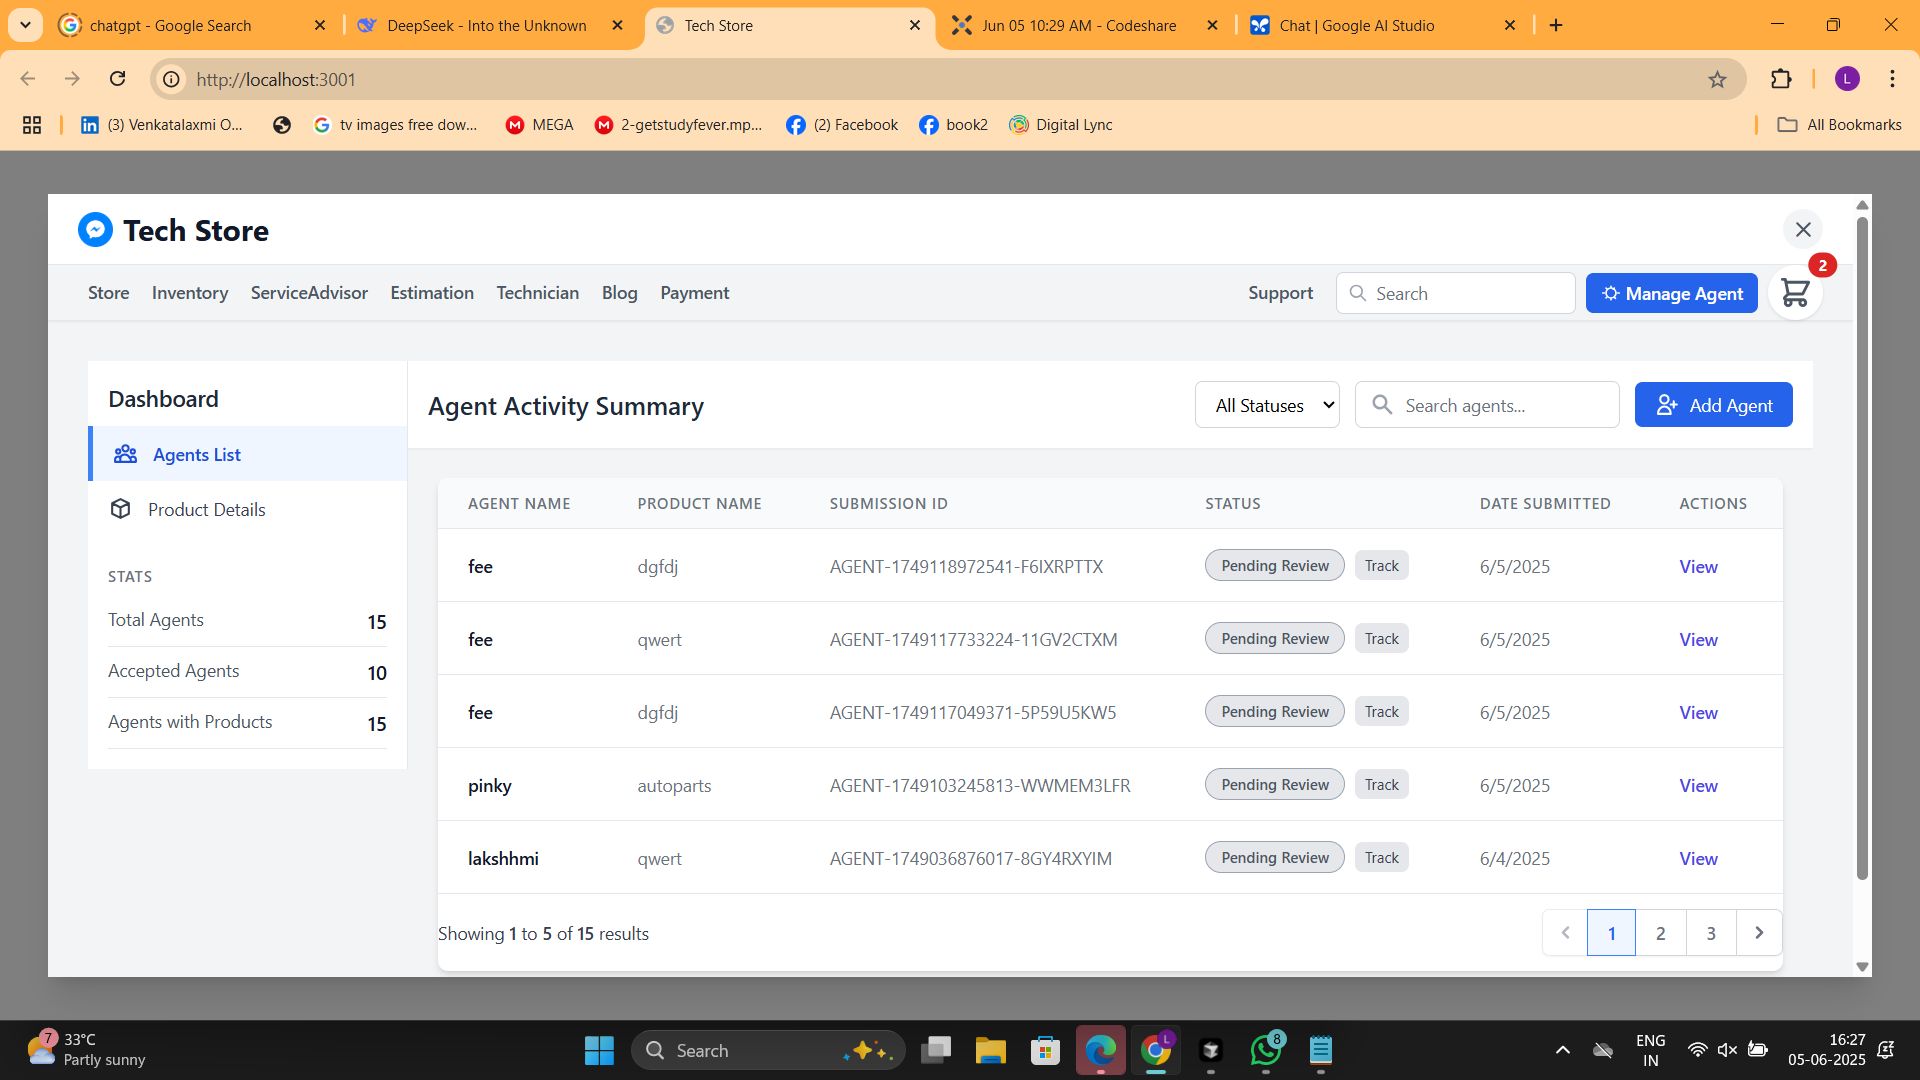 chatgpt - Google Search
DeepSeek - Into the Unknown
Tech Store
Jun 05 10:29 AM - Codeshare
Chat | Google AI Studio
http://localhost:3001
L
(3) Venkatalaxmi O...
tv images free dow...
MEGA
2-getstudyfever.mp...
(2) Facebook
book2
Digital Lync
All Bookmarks
Tech Store
2
Store Inventory ServiceAdvisor Estimation Technician Blog Payment Support Search Manage Agent
Dashboard
Agents List
Product Details
STATS
Total Agents 15
Accepted Agents 10
Agents with Products 15
Agent Activity Summary All Statuses Search agents... Add Agent
AGENT NAME PRODUCT NAME SUBMISSION ID STATUS DATE SUBMITTED ACTIONS
fee dgfdj AGENT-1749118972541-F6IXRPTTX Pending Review Track 6/5/2025 View
fee qwert AGENT-1749117733224-11GV2CTXM Pending Review Track 6/5/2025 View
fee dgfdj AGENT-1749117049371-5P59U5KW5 Pending Review Track 6/5/2025 View
pinky autoparts AGENT-1749103245813-WWMEM3LFR Pending Review Track 6/5/2025 View
lakshhmi qwert AGENT-1749036876017-8GY4RXYIM Pending Review Track 6/4/2025 View
Showing 1 to 5 of 15 results 1 2 3
7
33°C
Partly sunny
Search
L
8
ENG
IN
16:27
05-06-2025